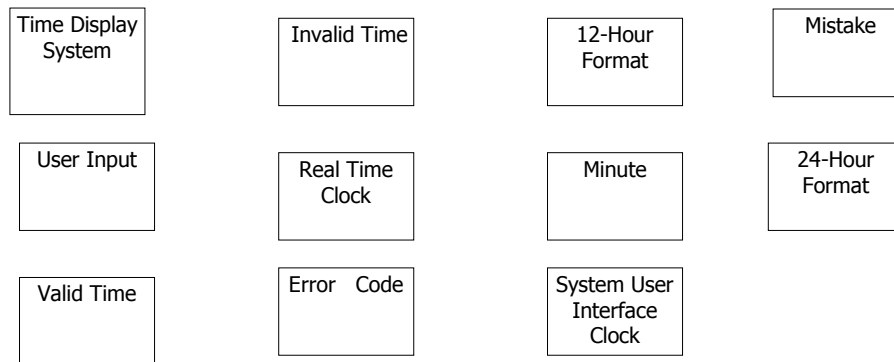 Time Display
System
Invalid Time
12-Hour
Format
Mistake
User Input
Real Time
Clock
Minute
24-Hour
Format
Valid Time
Error Code
System User
Interface
Clock